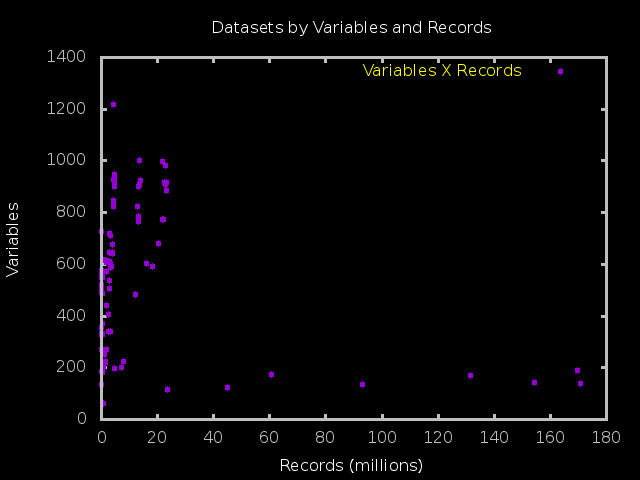 Datasets by Variables and Records
Variables X Records
1400
1200
1000
800
600
400
200
0
Variables
0 20 40 60 80 100 120 140 160 180
Records (millions)